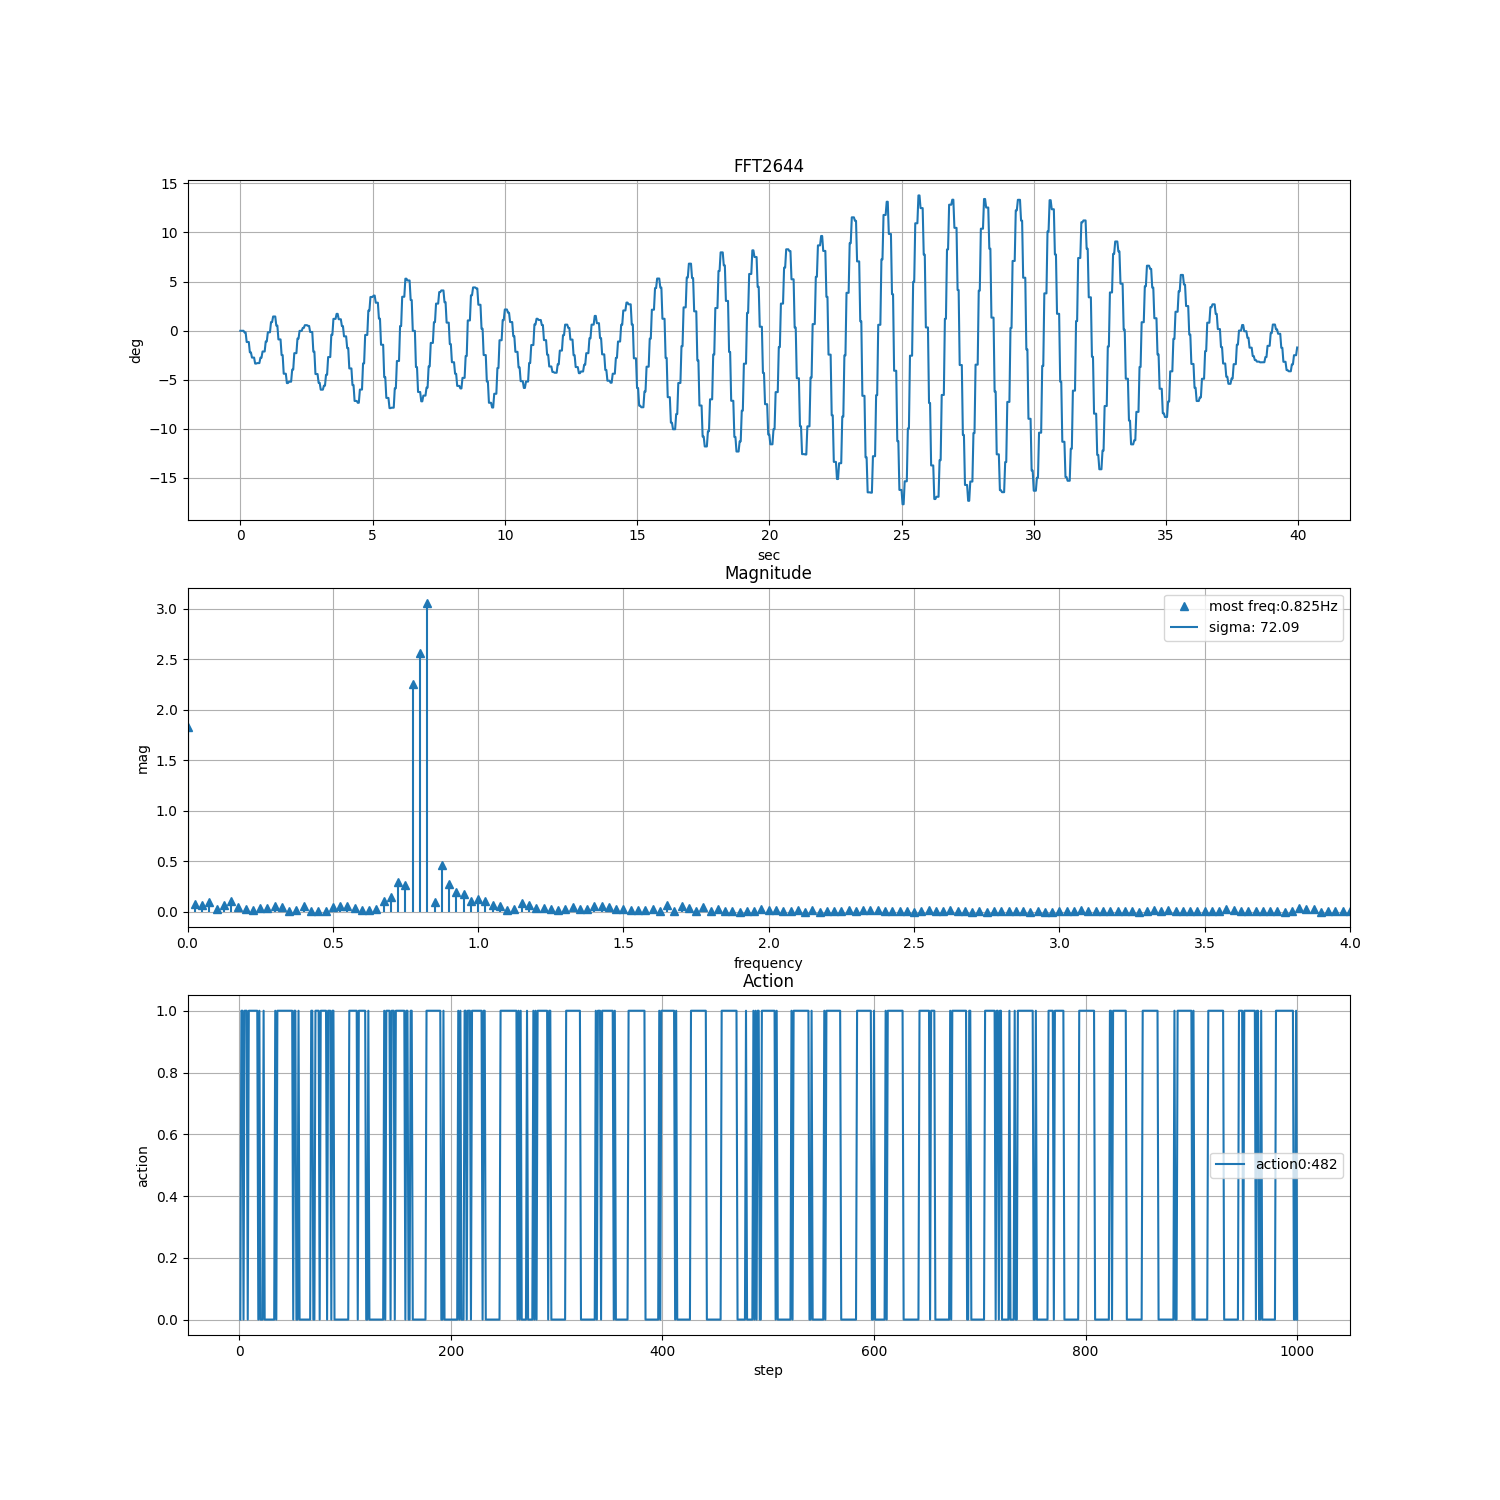 FFT2644
15
10
5
0
−5
−10
−15
deg
0 5 10 15 20 25 30 35 40
sec
Magnitude
3.0
2.5
2.0
1.5
1.0
0.5
0.0
mag
most freq:0.825Hz
sigma: 72.09
0.0 0.5 1.0 1.5 2.0 2.5 3.0 3.5 4.0
frequency
Action
1.0
0.8
0.6
0.4
0.2
0.0
action
action0:482
0 200 400 600 800 1000
step